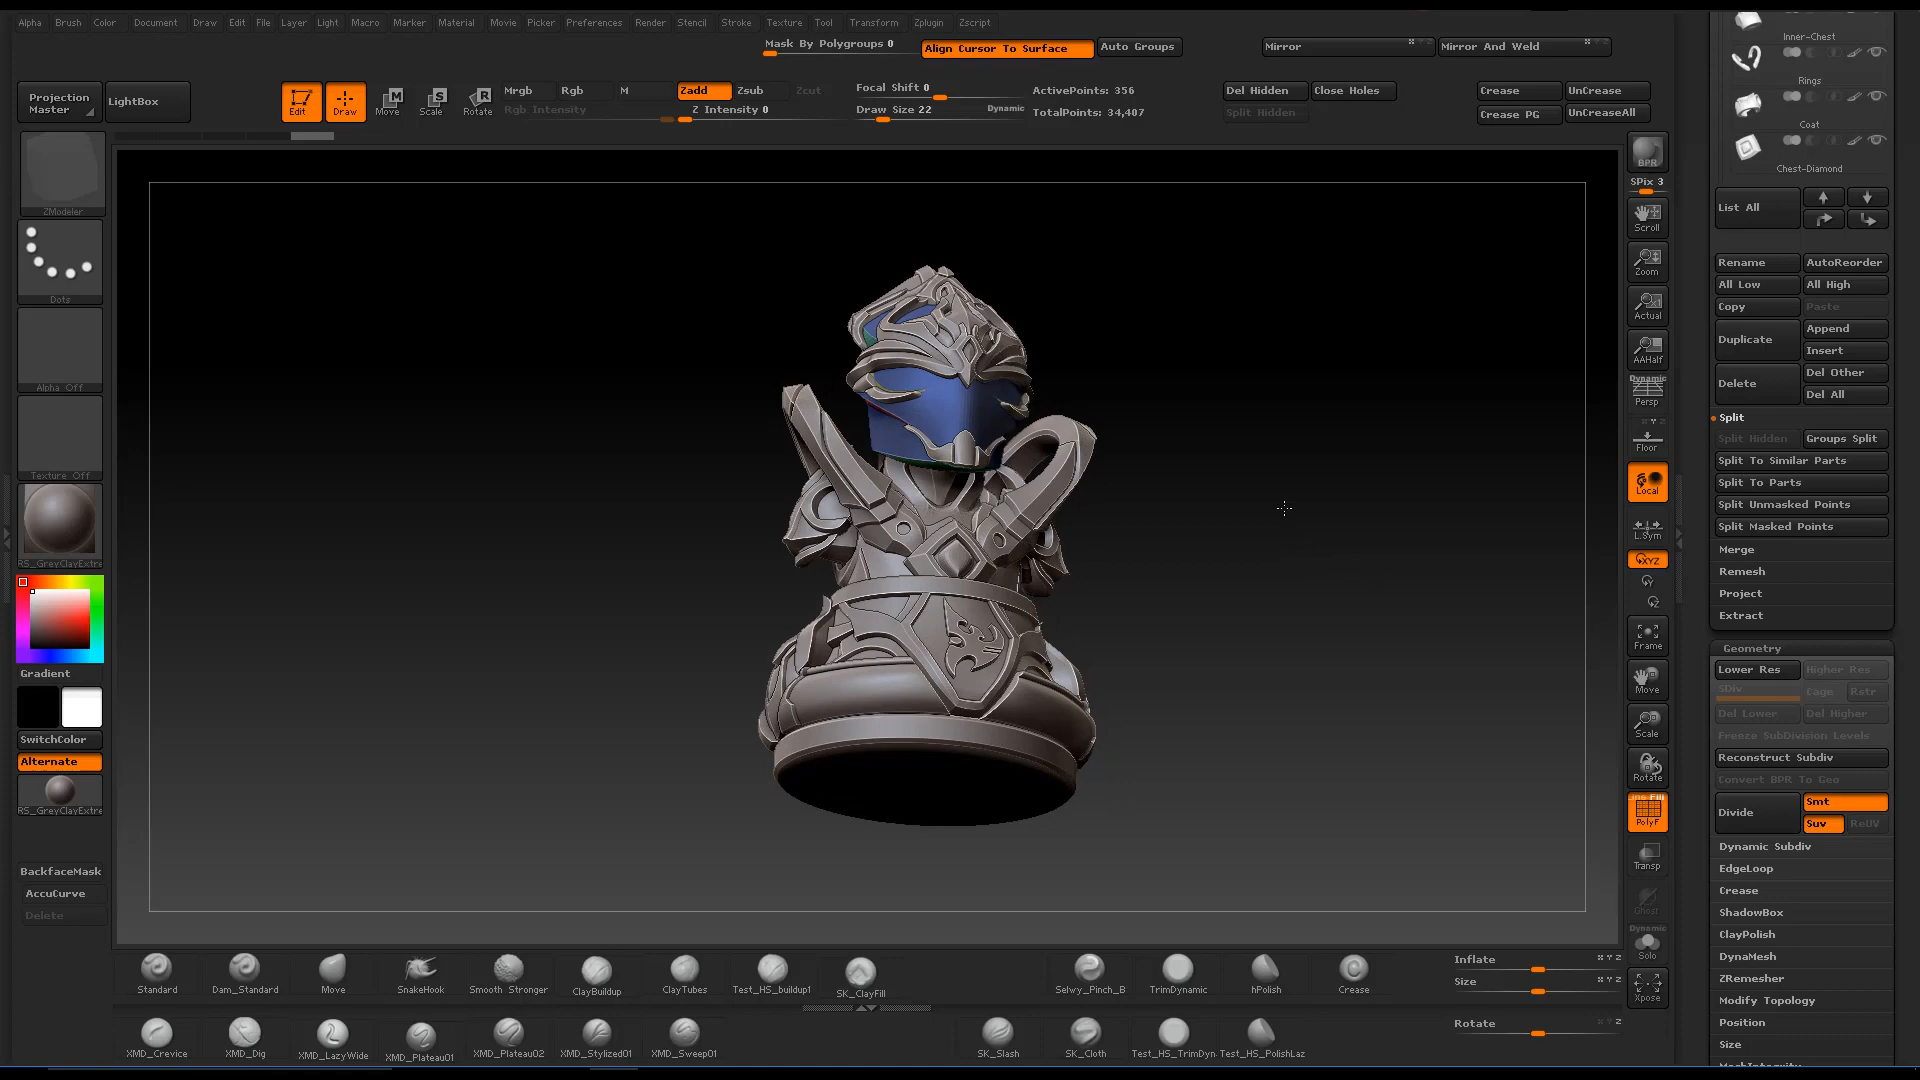 Alpha Brush Color Document Draw Edit File Layer Light Macro Marker Material Movie Picker Preferences Render Stencil Stroke Texture Tool Transform Zplugin Zscript
Inner-Chest
Mask By Polygroups 0
Align Cursor To Surface
Auto Groups
Mirror
Mirror And Weld
Rings
Projection Master
LightBox
Edit
Draw
Move
Scale
Rotate
Mrgb Rgb M
Zadd
Zsub
Zcut
Rgb Intensity
Z Intensity 0
Focal Shift 0
Draw Size 22
Dynamic
ActivePoints: 356
TotalPoints: 34,407
Del Hidden
Close Holes
Split Hidden
Crease
UnCrease
Crease PG
UnCreaseAll
Coat
Chest-Diamond
ZModeler
Dots
Alpha Off
Texture Off
RS_GreyClayExtre
Gradient
SwitchColor
Alternate
RS_GreyClayExtre
BackfaceMask
AccuCurve
Delete
BPR
SPix 3
Scroll
Zoom
Actual
AAHalf
Dynamic
Persp
Floor
Local
L.Sym
XYZ
Frame
Move
Scale
Rotate
Line Fill
PolyF
Transp
Ghost
Dynamic
Solo
Xpose
List All
Rename AutoReorder
All Low All High
Copy Paste
Duplicate
Append
Insert
Delete
Del Other
Del All
Split
Split Hidden Groups Split
Split To Similar Parts
Split To Parts
Split Unmasked Points
Split Masked Points
Merge
Remesh
Project
Extract
Geometry
Lower Res Higher Res
SDiv Cage Rstr
Del Lower Del Higher
Freeze SubDivision Levels
Reconstruct Subdiv
Convert BPR To Geo
Divide
Smt
Suv ReUV
Dynamic Subdiv
EdgeLoop
Crease
ShadowBox
ClayPolish
DynaMesh
ZRemesher
Modify Topology
Position
Size
MeshIntegrity
Standard Dam_Standard Move SnakeHook Smooth Stronger ClayBuildup ClayTubes Test_HS_buildup1 SK_ClayFill Selwy_Pinch_B TrimDynamic hPolish Crease
Inflate
Size
Rotate
XMD_Crevice XMD_Dig XMD_LazyWide XMD_Plateau01 XMD_Plateau02 XMD_Stylized01 XMD_Sweep01 SK_Slash SK_Cloth Test_HS_TrimDyn Test_HS_PolishLaz